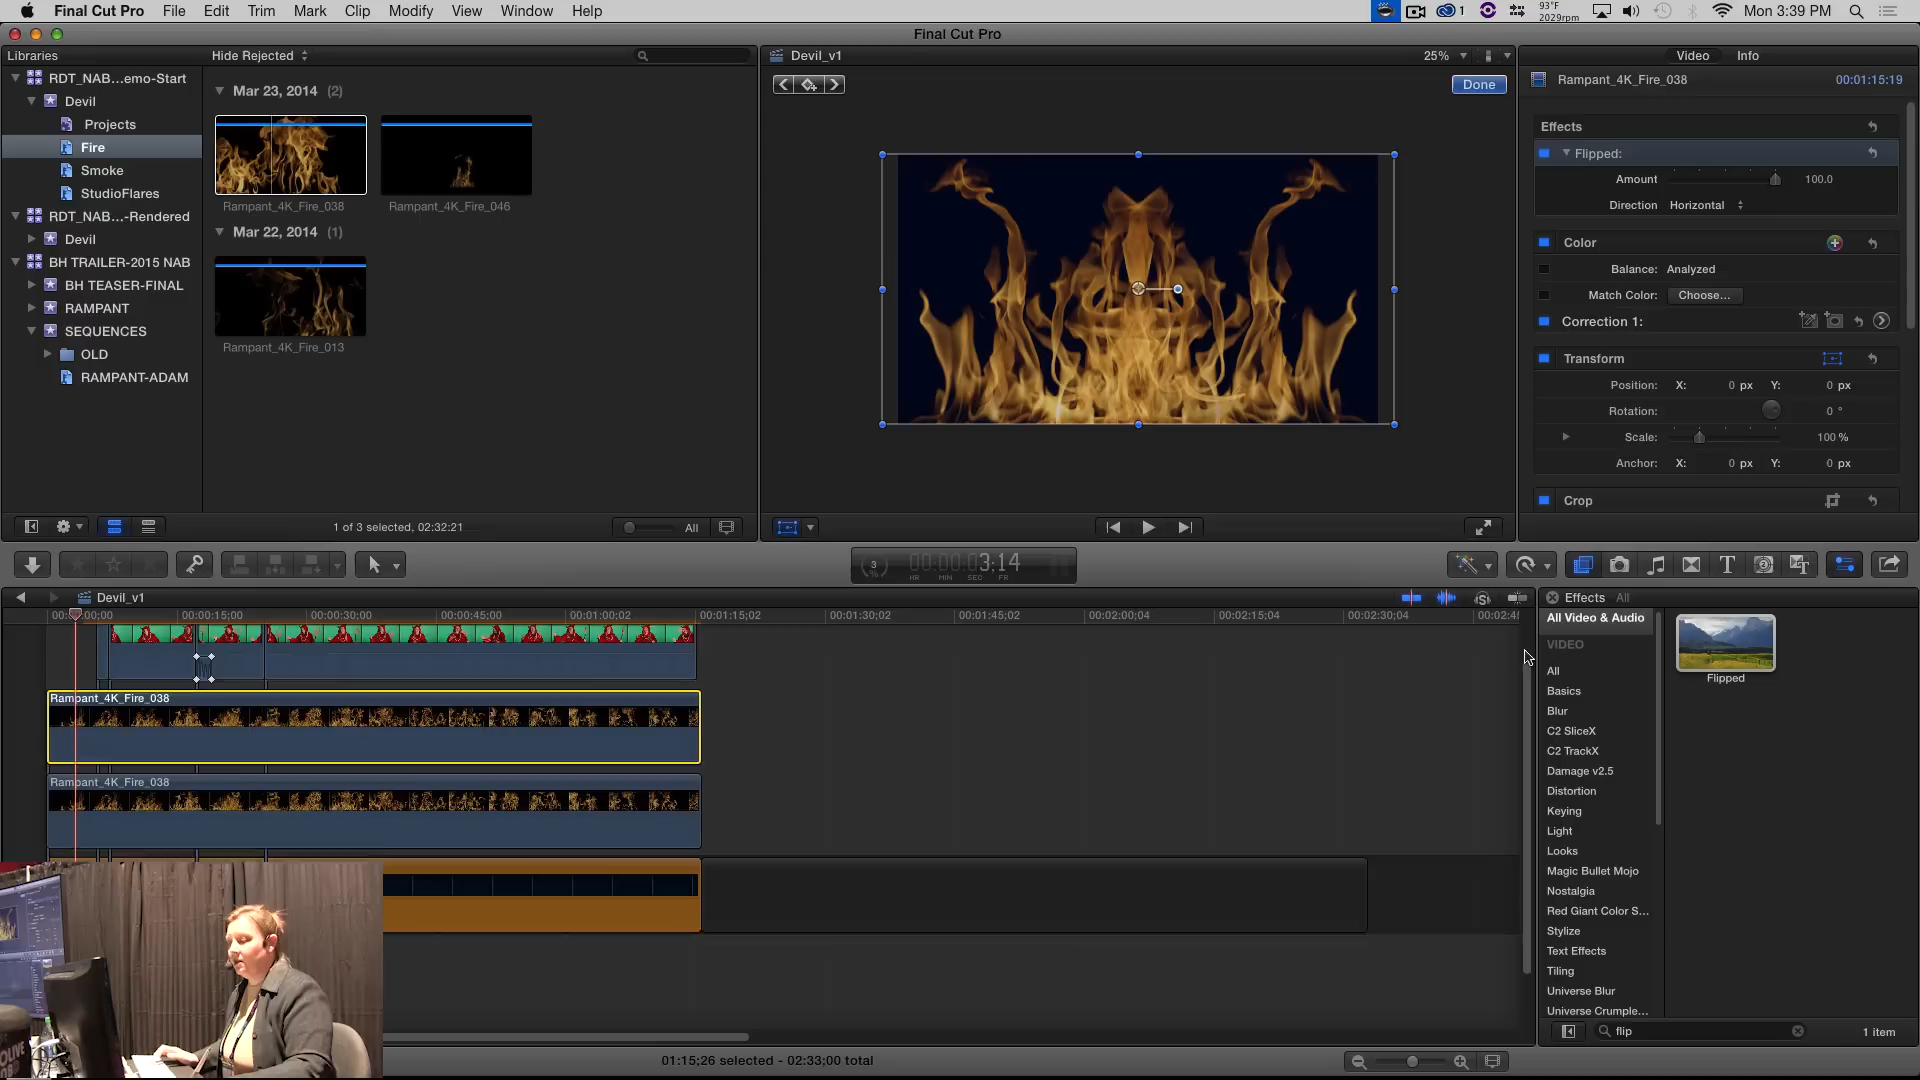 Final Cut Pro File Edit Trim Mark Clip Modify View Window Help
1 93°F 2029rpm Mon 3:39 PM
Final Cut Pro
Libraries
Hide Rejected
RDT_NAB...emo-Start
Devil
Projects
Fire
Smoke
StudioFlares
RDT_NAB...-Rendered
Devil
BH TRAILER-2015 NAB
BH TEASER-FINAL
RAMPANT
SEQUENCES
OLD
RAMPANT-ADAM
Mar 23, 2014 (2)
Rampant_4K_Fire_038
Rampant_4K_Fire_046
Mar 22, 2014 (1)
Rampant_4K_Fire_013
1 of 3 selected, 02:32:21
All
Devil_v1
25%
Done
Video Info
Rampant_4K_Fire_038 00:01:15:19
Effects
Flipped:
Amount 100.0
Direction Horizontal
Color
Balance: Analyzed
Match Color: Choose...
Correction 1:
Transform
Position: X: 0 px Y: 0 px
Rotation: 0 °
Scale: 100 %
Anchor: X: 0 px Y: 0 px
Crop
3 % 00:00:03:14
HR MIN SEC FR
Devil_v1
00:00:15;00 00:00:30;00 00:00:45;00 00:01:00;02 00:01:15;02 00:01:30;02 00:01:45;02 00:02:00;04 00:02:15;04 00:02:30;04
Rampant_4K_Fire_038
Rampant_4K_Fire_038
Effects All
All Video & Audio
VIDEO
All
Basics
Blur
C2 SliceX
C2 TrackX
Damage v2.5
Distortion
Keying
Light
Looks
Magic Bullet Mojo
Nostalgia
Red Giant Color S...
Stylize
Text Effects
Tiling
Universe Blur
Universe Crumple...
Flipped
flip
1 item
01:15;26 selected - 02:33;00 total